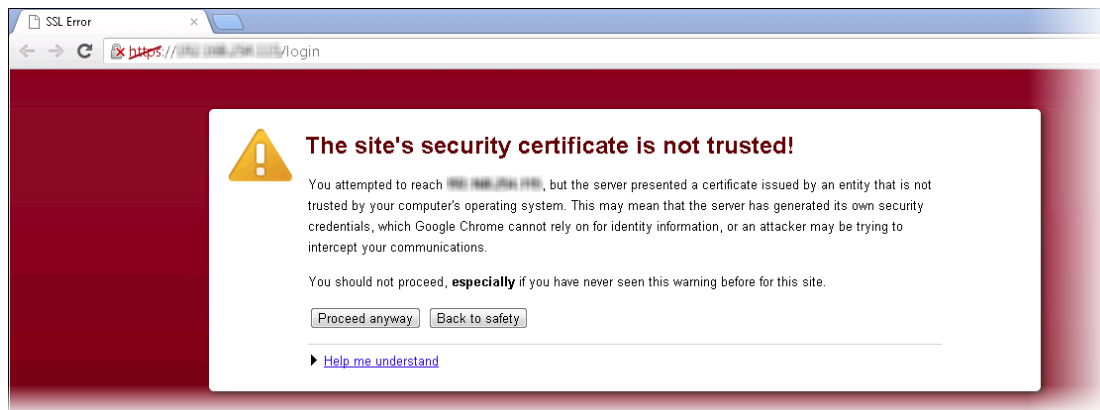 SSL Error
https:// /login
The site's security certificate is not trusted!
You attempted to reach , but the server presented a certificate issued by an entity that is not
trusted by your computer's operating system. This may mean that the server has generated its own security
credentials, which Google Chrome cannot rely on for identity information, or an attacker may be trying to
intercept your communications.
You should not proceed, especially if you have never seen this warning before for this site.
Proceed anyway Back to safety
Help me understand